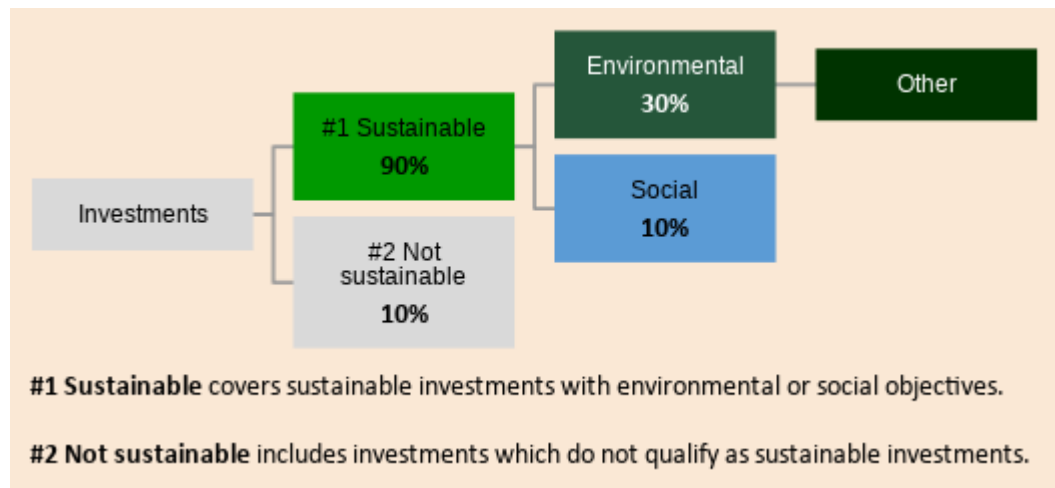 Investments
#1 Sustainable
90%
#2 Not
sustainable
10%
Environmental
30%
Social
10%
Other
#1 Sustainable covers sustainable investments with environmental or social objectives.
#2 Not sustainable includes investments which do not qualify as sustainable investments.